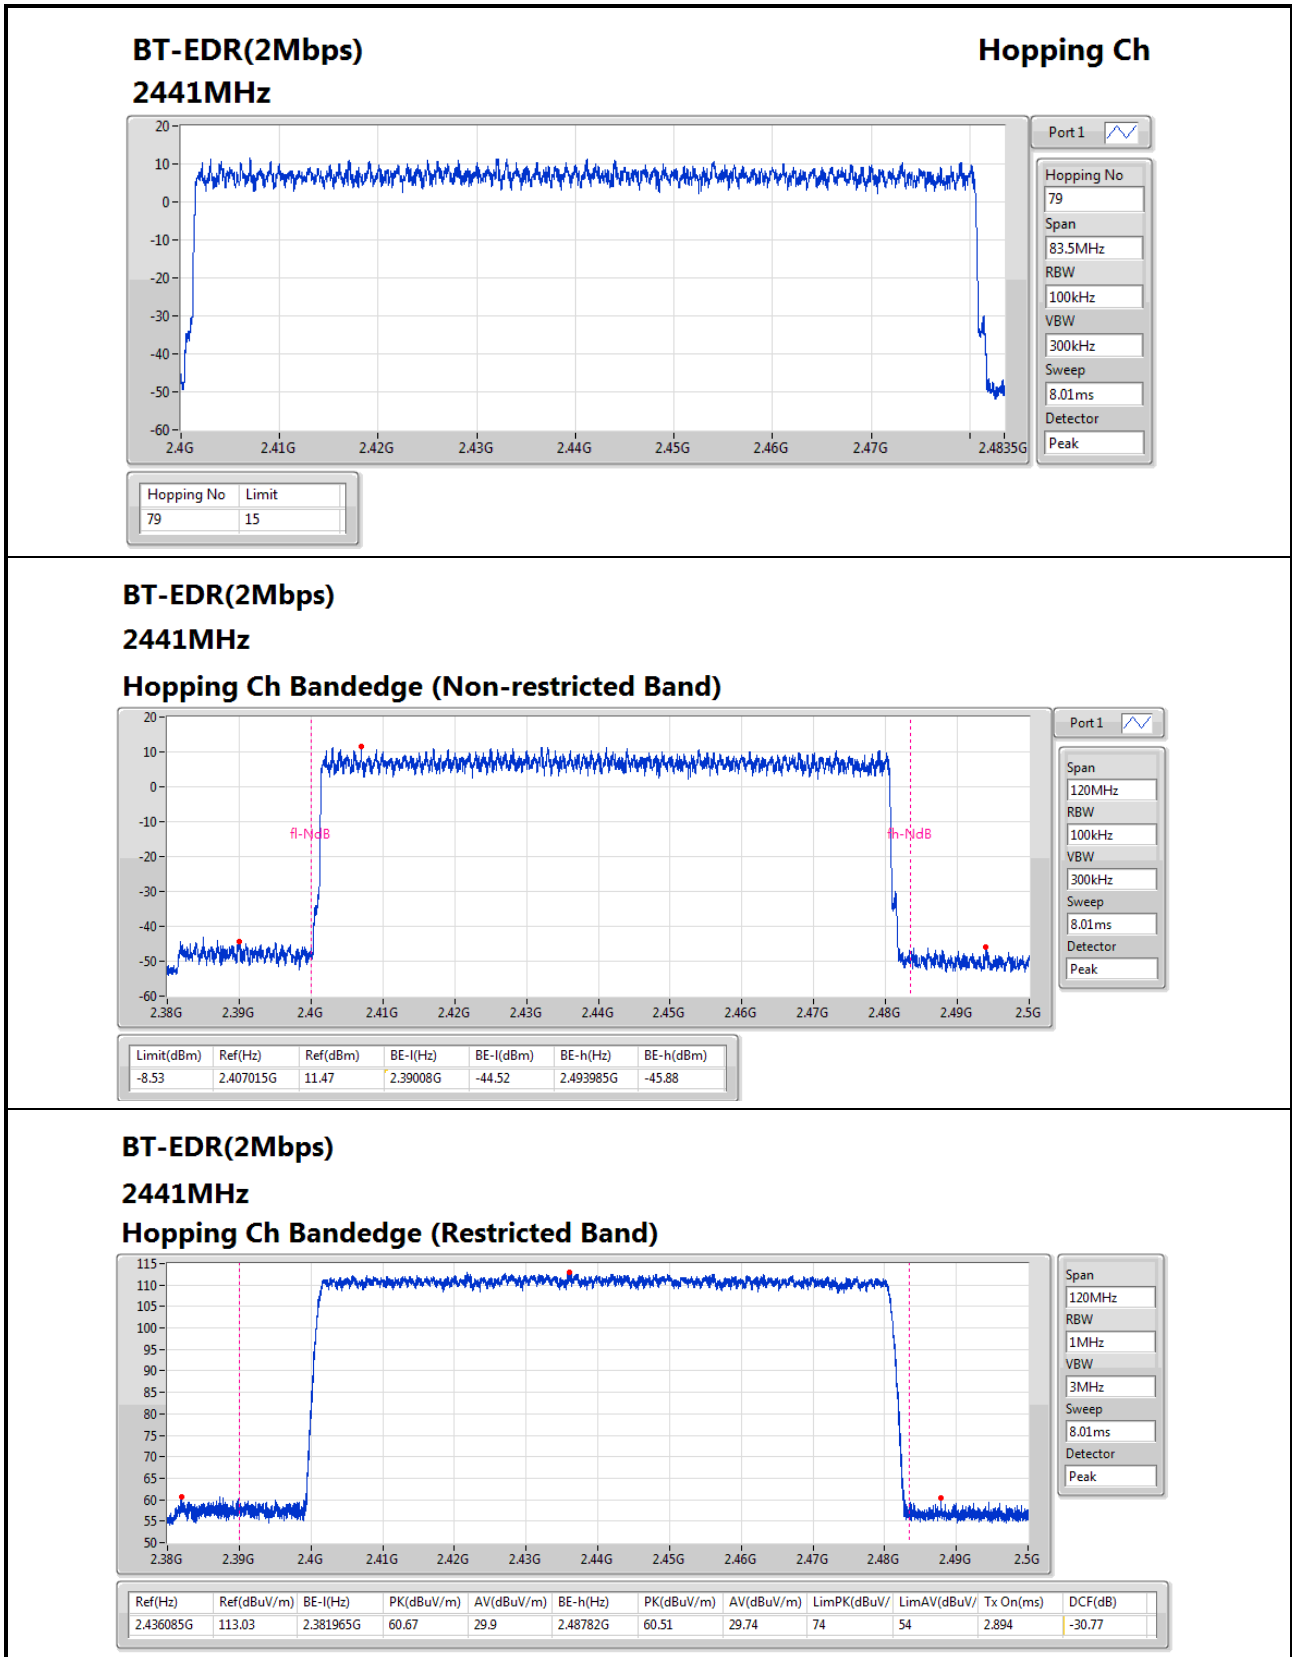 BT-EDR(2Mbps) Hopping Ch
2441MHz
Port 1
20
10
0
-10
-20
-30
-40
-50
-60
2.4G 2.41G 2.42G 2.43G 2.44G 2.45G 2.46G 2.47G 2.4835G
Hopping No
79
Span
83.5MHz
RBW
100kHz
VBW
300kHz
Sweep
8.01ms
Detector
Peak
Hopping No Limit
79 15
BT-EDR(2Mbps)
2441MHz
Hopping Ch Bandedge (Non-restricted Band)
Port 1
20
10
0
-10
-20
-30
-40
-50
-60
fl-NdB fh-NdB
2.38G 2.39G 2.4G 2.41G 2.42G 2.43G 2.44G 2.45G 2.46G 2.47G 2.48G 2.49G 2.5G
Span
120MHz
RBW
100kHz
VBW
300kHz
Sweep
8.01ms
Detector
Peak
Limit(dBm) Ref(Hz) Ref(dBm) BE-l(Hz) BE-l(dBm) BE-h(Hz) BE-h(dBm)
-8.53 2.407015G 11.47 2.39008G -44.52 2.493985G -45.88
BT-EDR(2Mbps)
2441MHz
Hopping Ch Bandedge (Restricted Band)
115
110
105
100
95
90
85
80
75
70
65
60
55
50
2.38G 2.39G 2.4G 2.41G 2.42G 2.43G 2.44G 2.45G 2.46G 2.47G 2.48G 2.49G 2.5G
Span
120MHz
RBW
1MHz
VBW
3MHz
Sweep
8.01ms
Detector
Peak
Ref(Hz) Ref(dBuV/m) BE-l(Hz) PK(dBuV/m) AV(dBuV/m) BE-h(Hz) PK(dBuV/m) AV(dBuV/m) LimPK(dBuV/ LimAV(dBuV/ Tx On(ms) DCF(dB)
2.436085G 113.03 2.381965G 60.67 29.9 2.48782G 60.51 29.74 74 54 2.894 -30.77